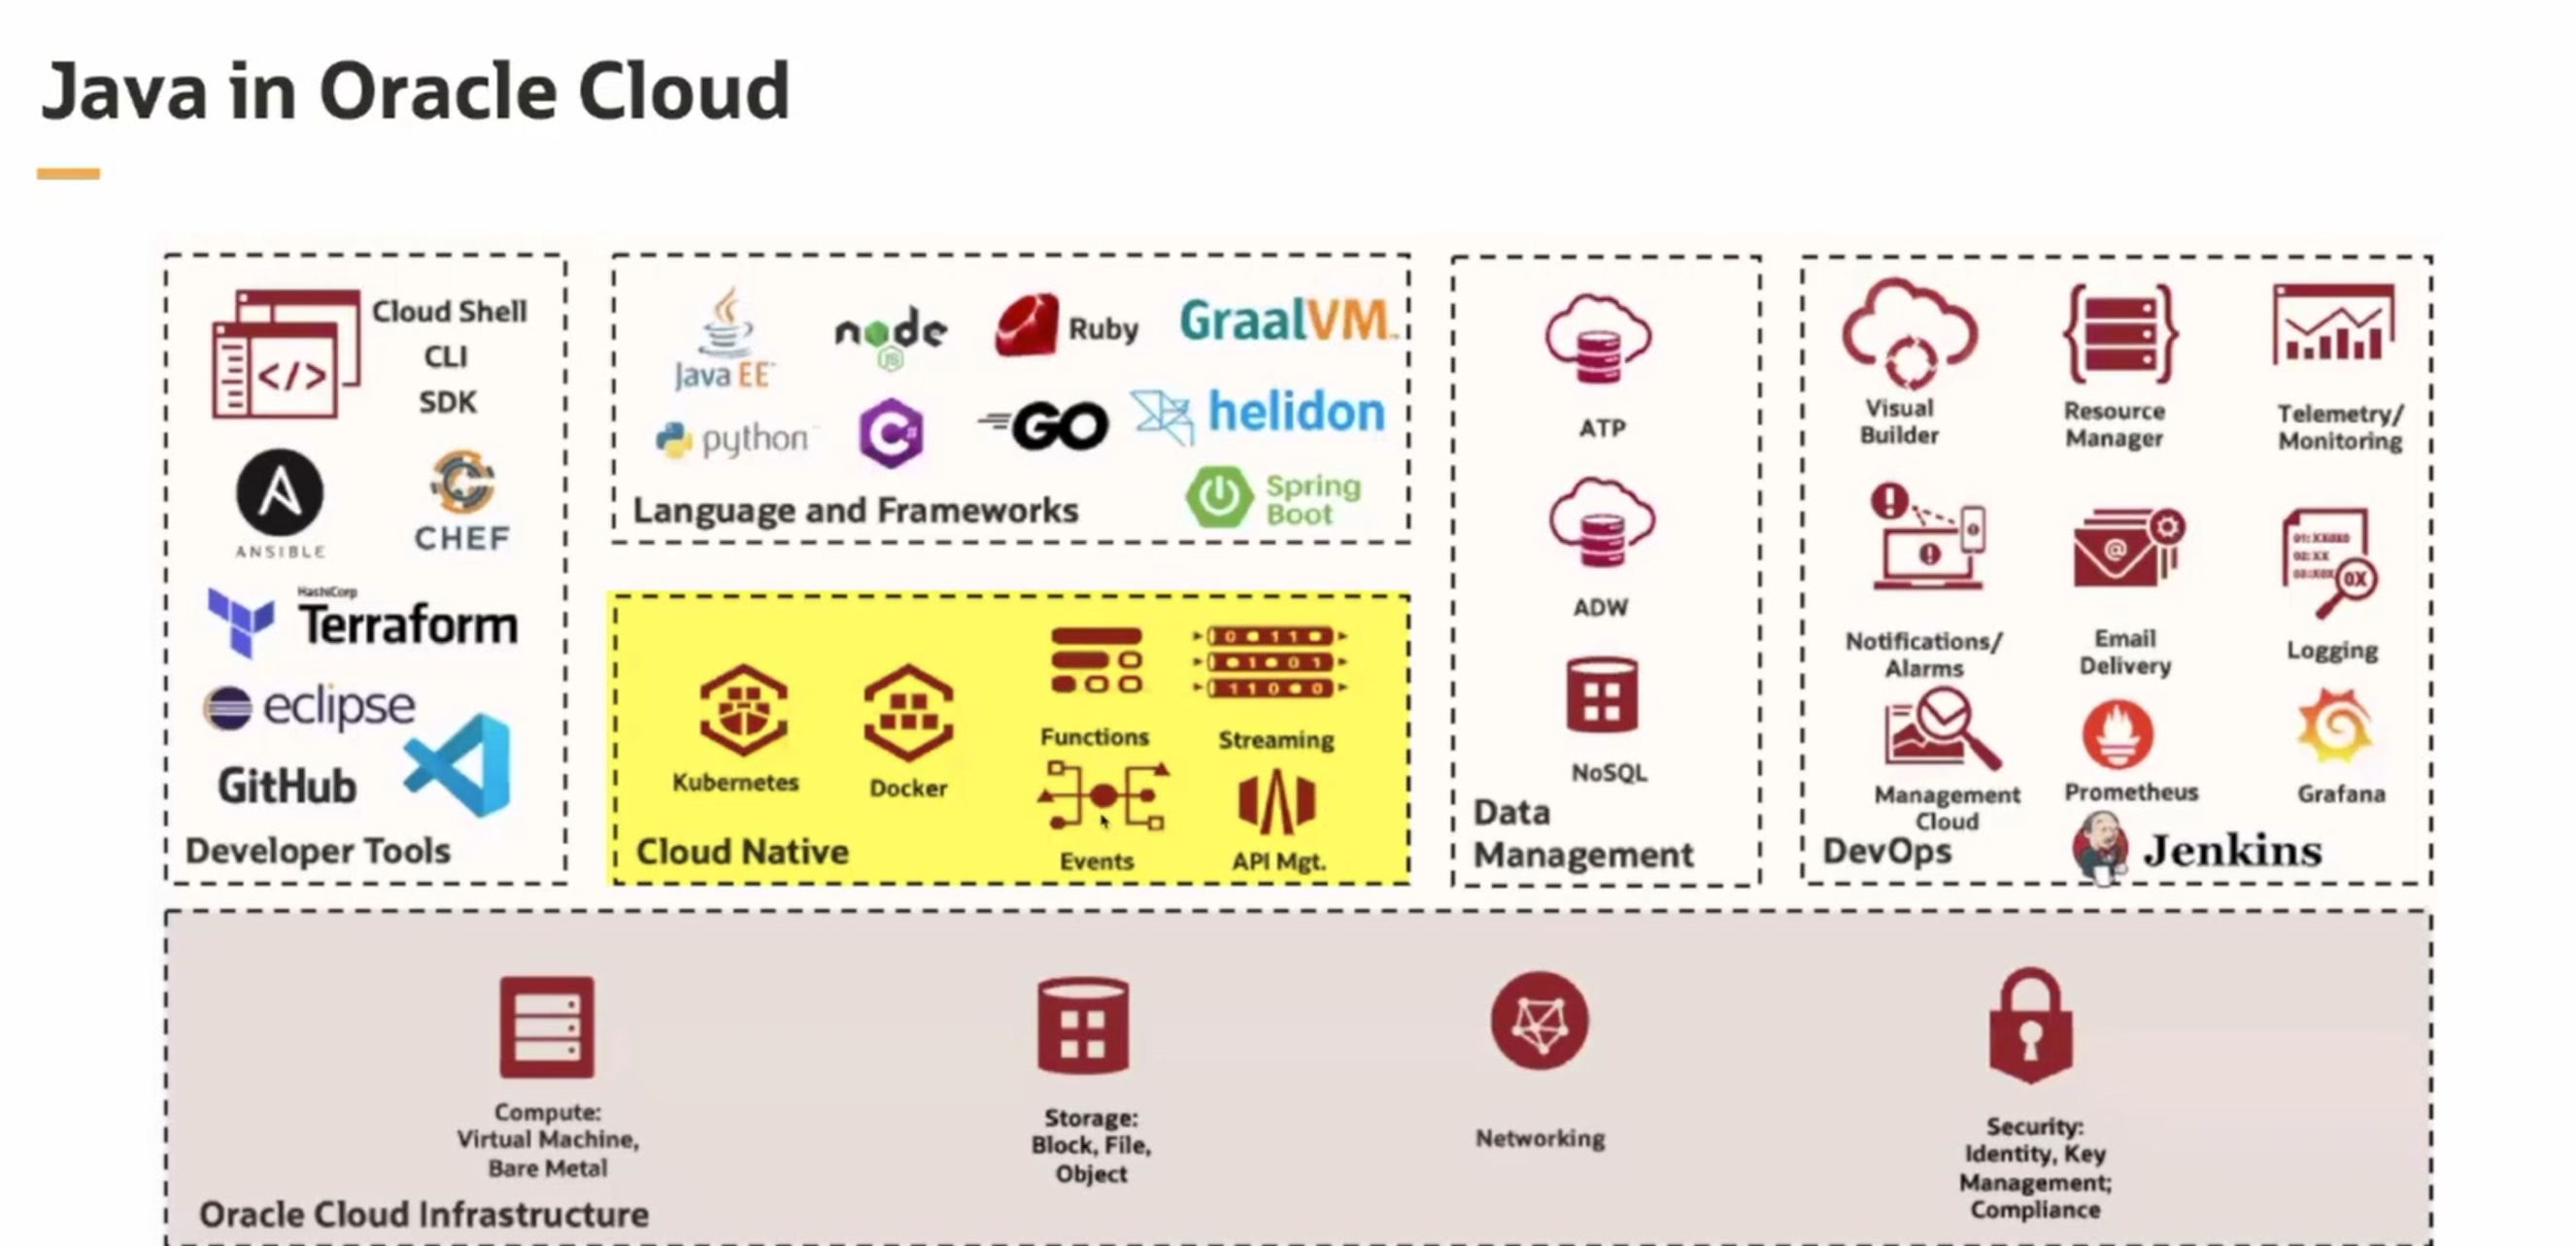 Java in Oracle Cloud
Cloud Shell
CLI
SDK
</>
ANSIBLE
CHEF
HashiCorp
Terraform
eclipse
GitHub
Developer Tools
Java EE
node
JS
Ruby
GraalVM
python
C#
GO
helidon
Spring
Boot
Language and Frameworks
Kubernetes
Docker
Functions
Streaming
Events
API Mgt.
Cloud Native
ATP
ADW
NoSQL
Data
Management
Visual
Builder
Resource
Manager
Telemetry/
Monitoring
Notifications/
Alarms
Email
Delivery
Logging
Management
Cloud
Prometheus
Grafana
DevOps
Jenkins
Compute:
Virtual Machine,
Bare Metal
Storage:
Block, File,
Object
Networking
Security:
Identity, Key
Management;
Compliance
Oracle Cloud Infrastructure